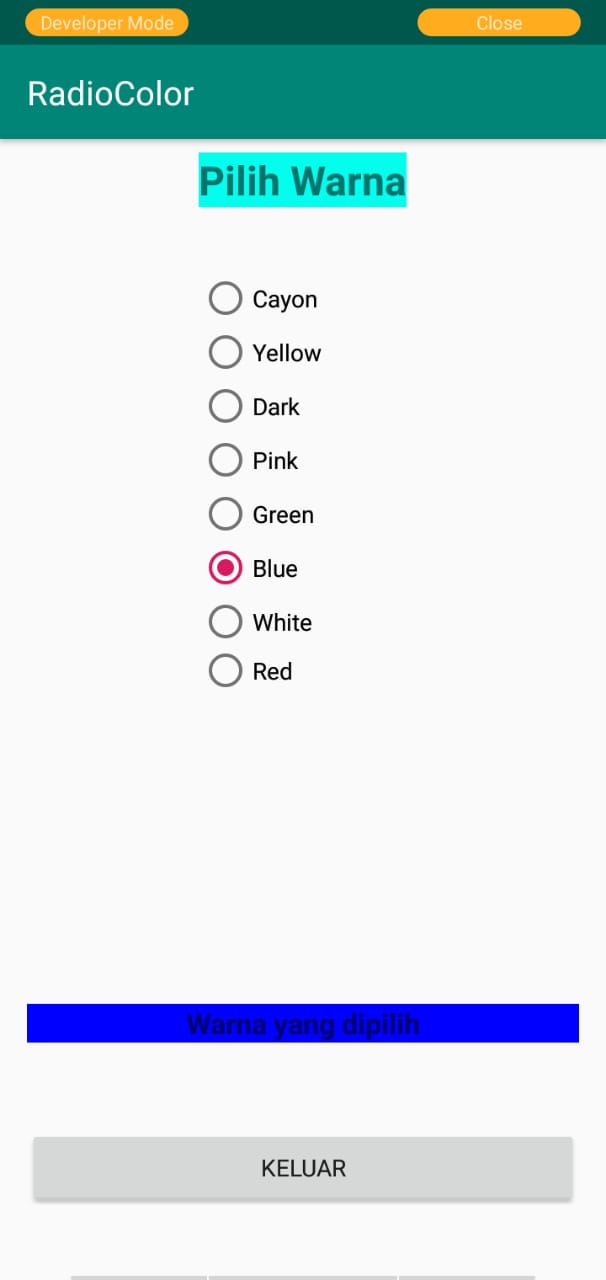 Developer Mode
Close
RadioColor
Pilih Warna
Cayon
Yellow
Dark
Pink
Green
Blue
White
Red
Warna yang dipilih
KELUAR